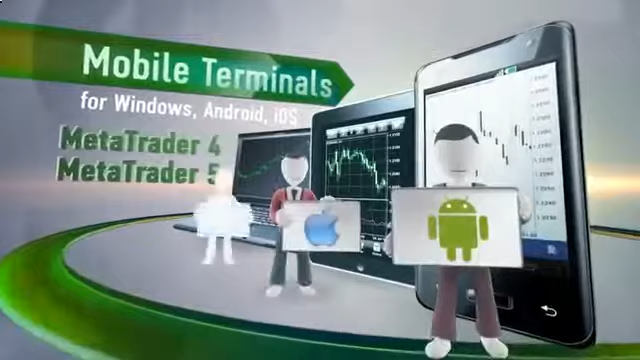 Mobile Terminals
for Windows, Android, iOS
MetaTrader 4
MetaTrader 5